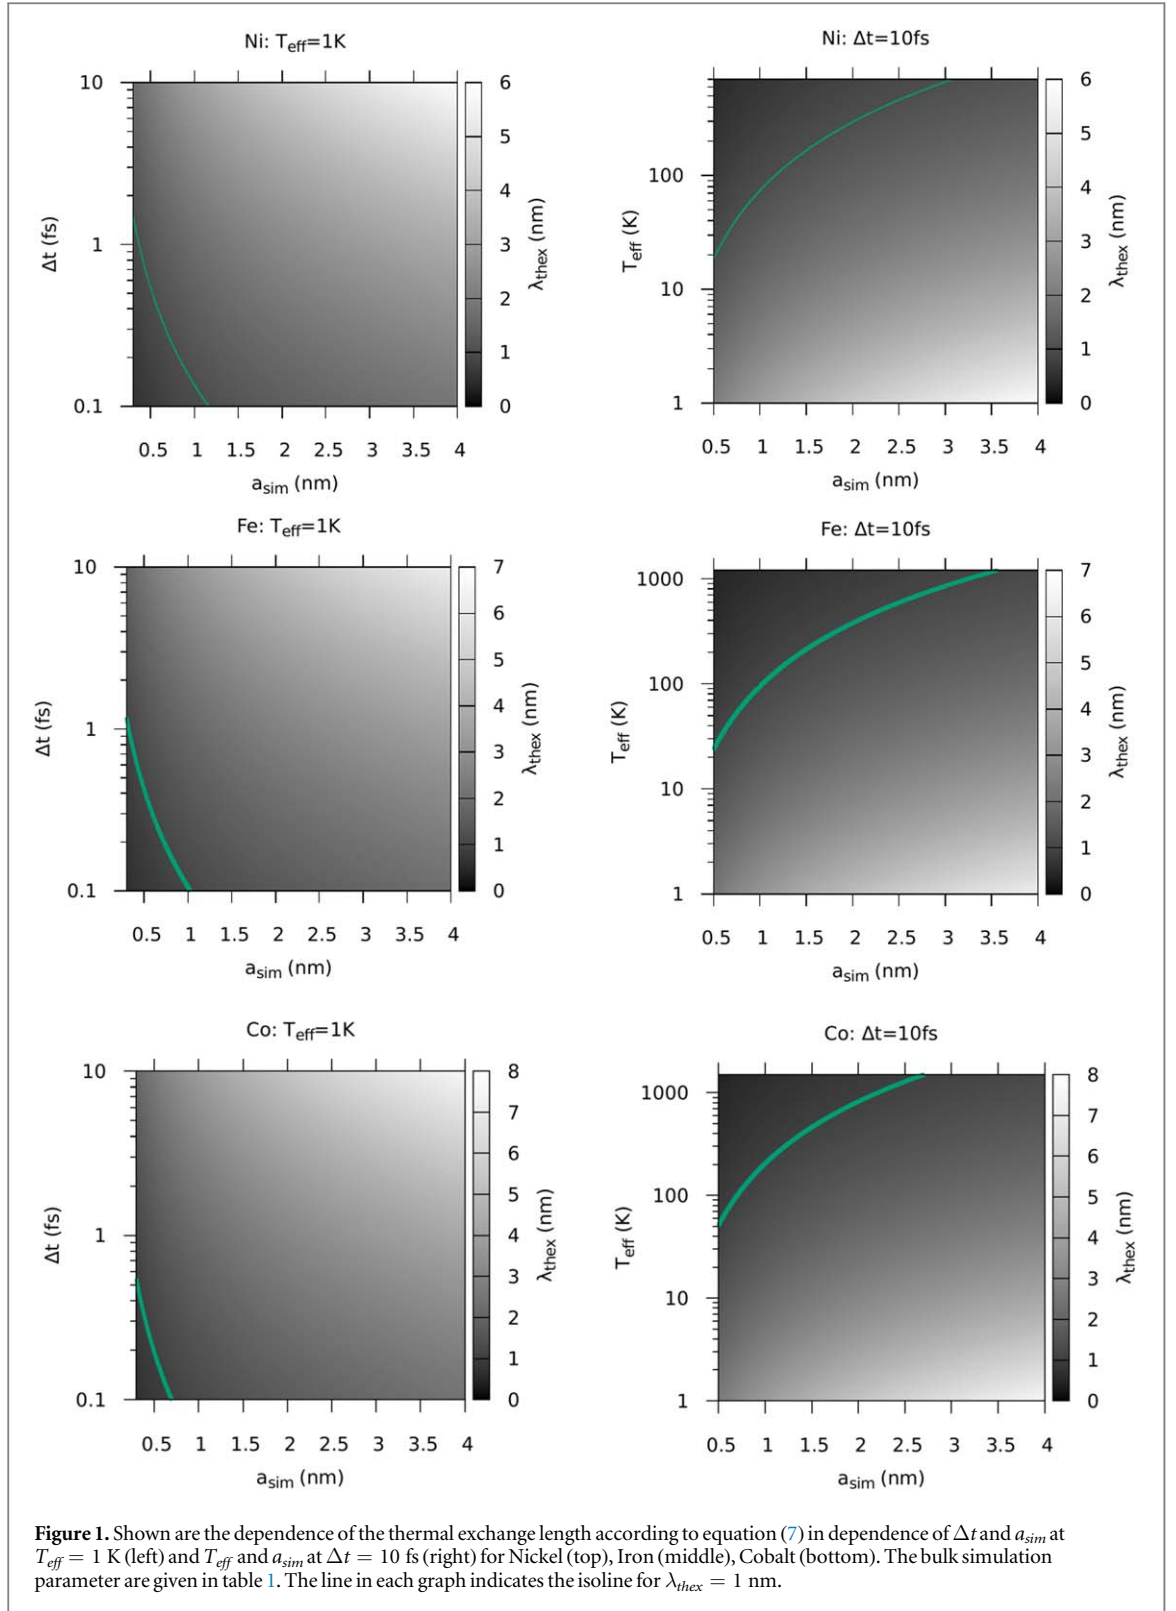 Ni: T_eff=1K
10
1
0.1
Δt (fs)
0.5 1 1.5 2 2.5 3 3.5 4
a_sim (nm)
6
5
4
3
2
1
0
λ_thex (nm)
Ni: Δt=10fs
100
10
1
T_eff (K)
0.5 1 1.5 2 2.5 3 3.5 4
a_sim (nm)
6
5
4
3
2
1
0
λ_thex (nm)
Fe: T_eff=1K
10
1
0.1
Δt (fs)
0.5 1 1.5 2 2.5 3 3.5 4
a_sim (nm)
7
6
5
4
3
2
1
0
λ_thex (nm)
Fe: Δt=10fs
1000
100
10
1
T_eff (K)
0.5 1 1.5 2 2.5 3 3.5 4
a_sim (nm)
7
6
5
4
3
2
1
0
λ_thex (nm)
Co: T_eff=1K
10
1
0.1
Δt (fs)
0.5 1 1.5 2 2.5 3 3.5 4
a_sim (nm)
8
7
6
5
4
3
2
1
0
λ_thex (nm)
Co: Δt=10fs
1000
100
10
1
T_eff (K)
0.5 1 1.5 2 2.5 3 3.5 4
a_sim (nm)
8
7
6
5
4
3
2
1
0
λ_thex (nm)
Figure 1. Shown are the dependence of the thermal exchange length according to equation (7) in dependence of Δt and a_sim at
T_eff = 1 K (left) and T_eff and a_sim at Δt = 10 fs (right) for Nickel (top), Iron (middle), Cobalt (bottom). The bulk simulation
parameter are given in table 1. The line in each graph indicates the isoline for λ_thex = 1 nm.